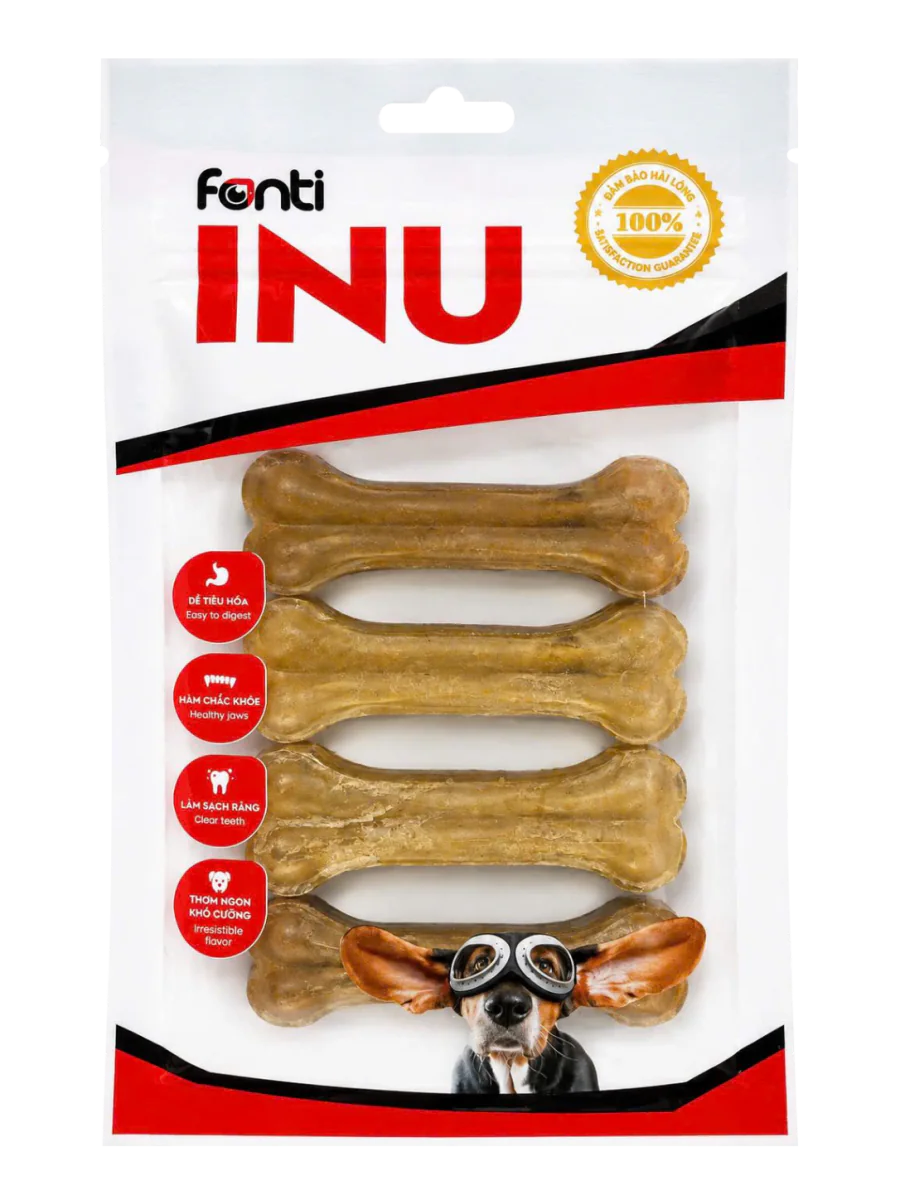 fonti
INU
ĐẢM BẢO HÀI LÒNG
100%
SATISFACTION GUARANTEE
DỄ TIÊU HÓA
Easy to digest
HÀM CHẮC KHỎE
Healthy jaws
LÀM SẠCH RĂNG
Clear teeth
THƠM NGON
KHÓ CƯỠNG
Irresistible
flavor